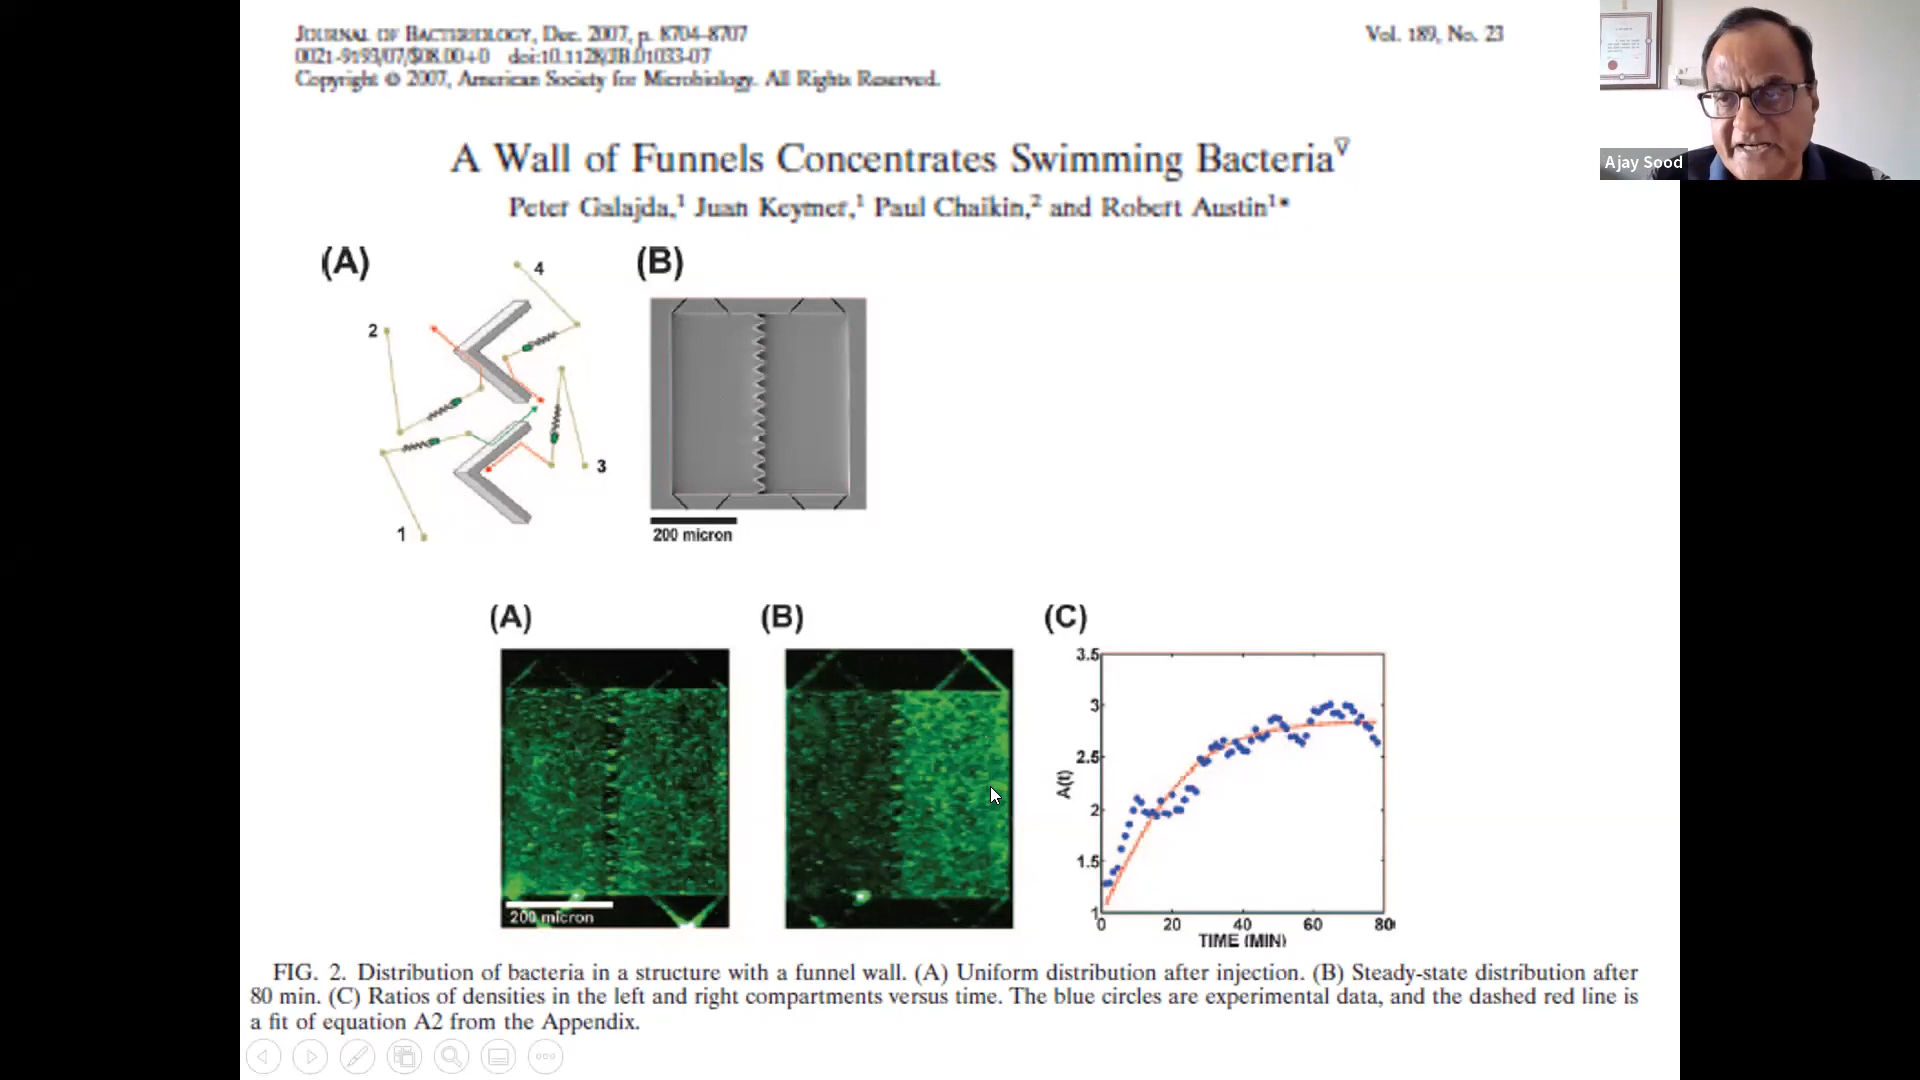 JOURNAL OF BACTERIOLOGY, Dec. 2007, p. 8704–8707
Vol. 189, No. 23
0021-9193/07/$08.00+0 doi:10.1128/JB.01033-07
Copyright © 2007, American Society for Microbiology. All Rights Reserved.
Ajay Sood
A Wall of Funnels Concentrates Swimming Bacteria▽
Peter Galajda,¹ Juan Keymer,¹ Paul Chaikin,² and Robert Austin¹*
(A)
4
2
3
1
(B)
200 micron
(A)
200 micron
(B)
(C)
3.5
3
2.5
2
1.5
1
A(t)
0 20 40 60 80
TIME (MIN)
FIG. 2. Distribution of bacteria in a structure with a funnel wall. (A) Uniform distribution after injection. (B) Steady-state distribution after
80 min. (C) Ratios of densities in the left and right compartments versus time. The blue circles are experimental data, and the dashed red line is
a fit of equation A2 from the Appendix.